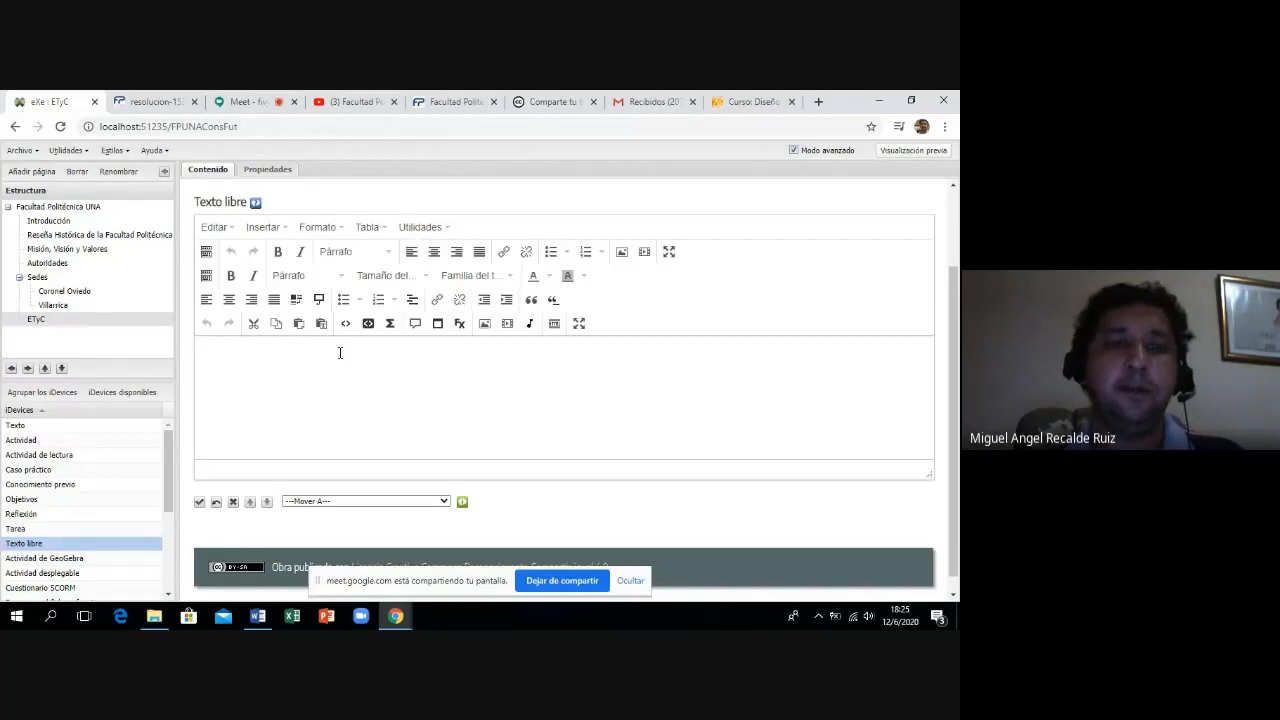 eXe : ETyC
resolucion-15
Meet - fw
(3) Facultad Po
Facultad Polité
Comparte tu t
Recibidos (20
Curso: Diseño
localhost:51235/FPUNAConsFut
Archivo Utilidades Estilos Ayuda
Modo avanzado
Visualización previa
Añadir página Borrar Renombrar
Contenido Propiedades
Estructura
Facultad Politécnica UNA
Introducción
Reseña Histórica de la Facultad Politécnica
Misión, Visión y Valores
Autoridades
Sedes
Coronel Oviedo
Villarrica
ETyC
Texto libre
Editar Insertar Formato Tabla Utilidades
Párrafo
Párrafo Tamaño del... Familia del t...
Agrupar los iDevices iDevices disponibles
iDevices
Texto
Actividad
Actividad de lectura
Caso práctico
Conocimiento previo
Objetivos
Reflexión
Tarea
Texto libre
Actividad de GeoGebra
Actividad desplegable
Cuestionario SCORM
---Mover A---
BY-SA
Obra
meet.google.com está compartiendo tu pantalla.
Dejar de compartir
Ocultar
Miguel Angel Recalde Ruiz
18:25
12/6/2020
3